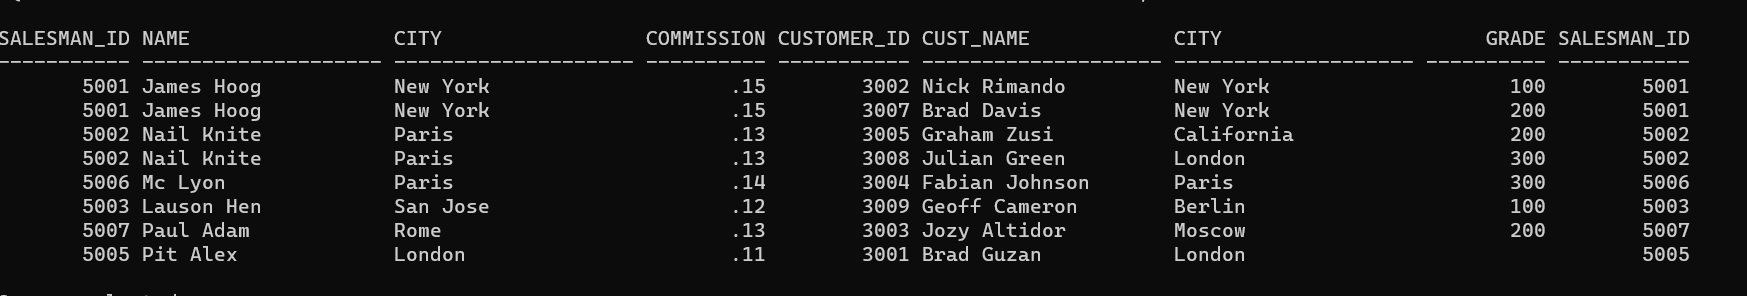 SALESMAN_ID NAME                 CITY                 COMMISSION CUSTOMER_ID CUST_NAME            CITY                      GRADE SALESMAN_ID
----------- -------------------- -------------------- ---------- ----------- -------------------- -------------------- ---------- -----------
       5001 James Hoog           New York                    .15        3002 Nick Rimando         New York                    100        5001
       5001 James Hoog           New York                    .15        3007 Brad Davis           New York                    200        5001
       5002 Nail Knite           Paris                       .13        3005 Graham Zusi          California                  200        5002
       5002 Nail Knite           Paris                       .13        3008 Julian Green         London                      300        5002
       5006 Mc Lyon              Paris                       .14        3004 Fabian Johnson       Paris                       300        5006
       5003 Lauson Hen           San Jose                    .12        3009 Geoff Cameron        Berlin                      100        5003
       5007 Paul Adam            Rome                        .13        3003 Jozy Altidor         Moscow                      200        5007
       5005 Pit Alex             London                      .11        3001 Brad Guzan           London                                 5005